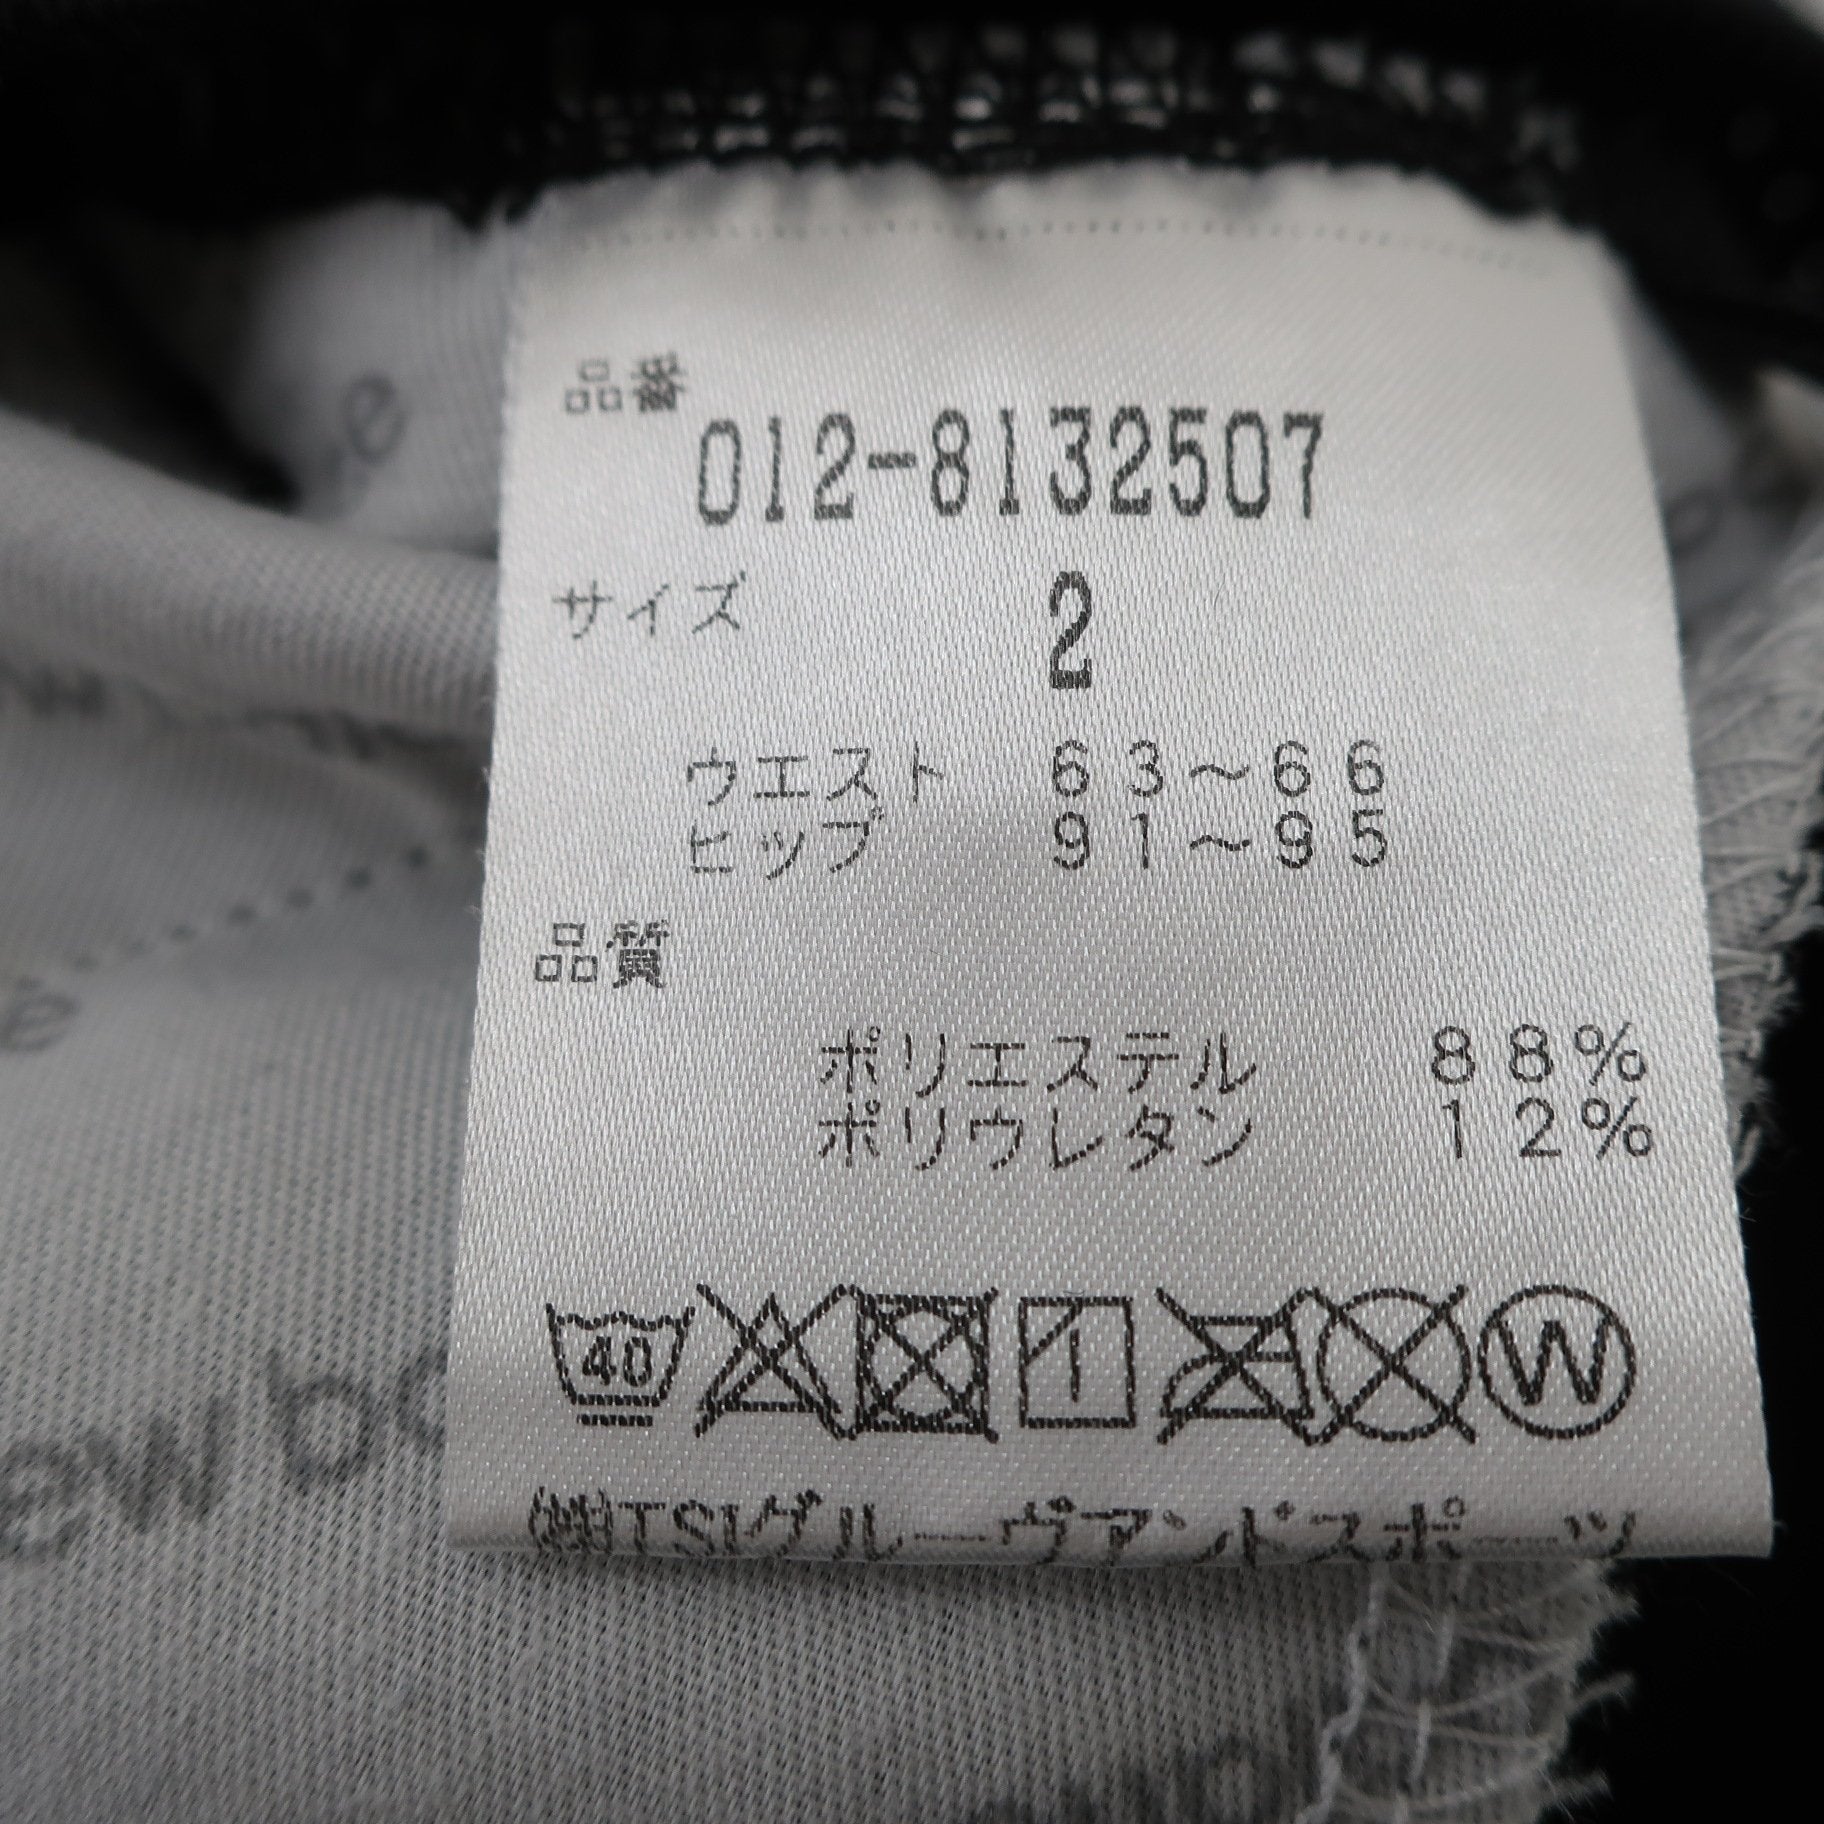 品番
012-8132507
サイズ 2
ウエスト 63～66
ヒップ 91～95
品質
ポリエステル 88%
ポリウレタン 12%
40 W
㈱TSIグルーヴアンドスポーツ